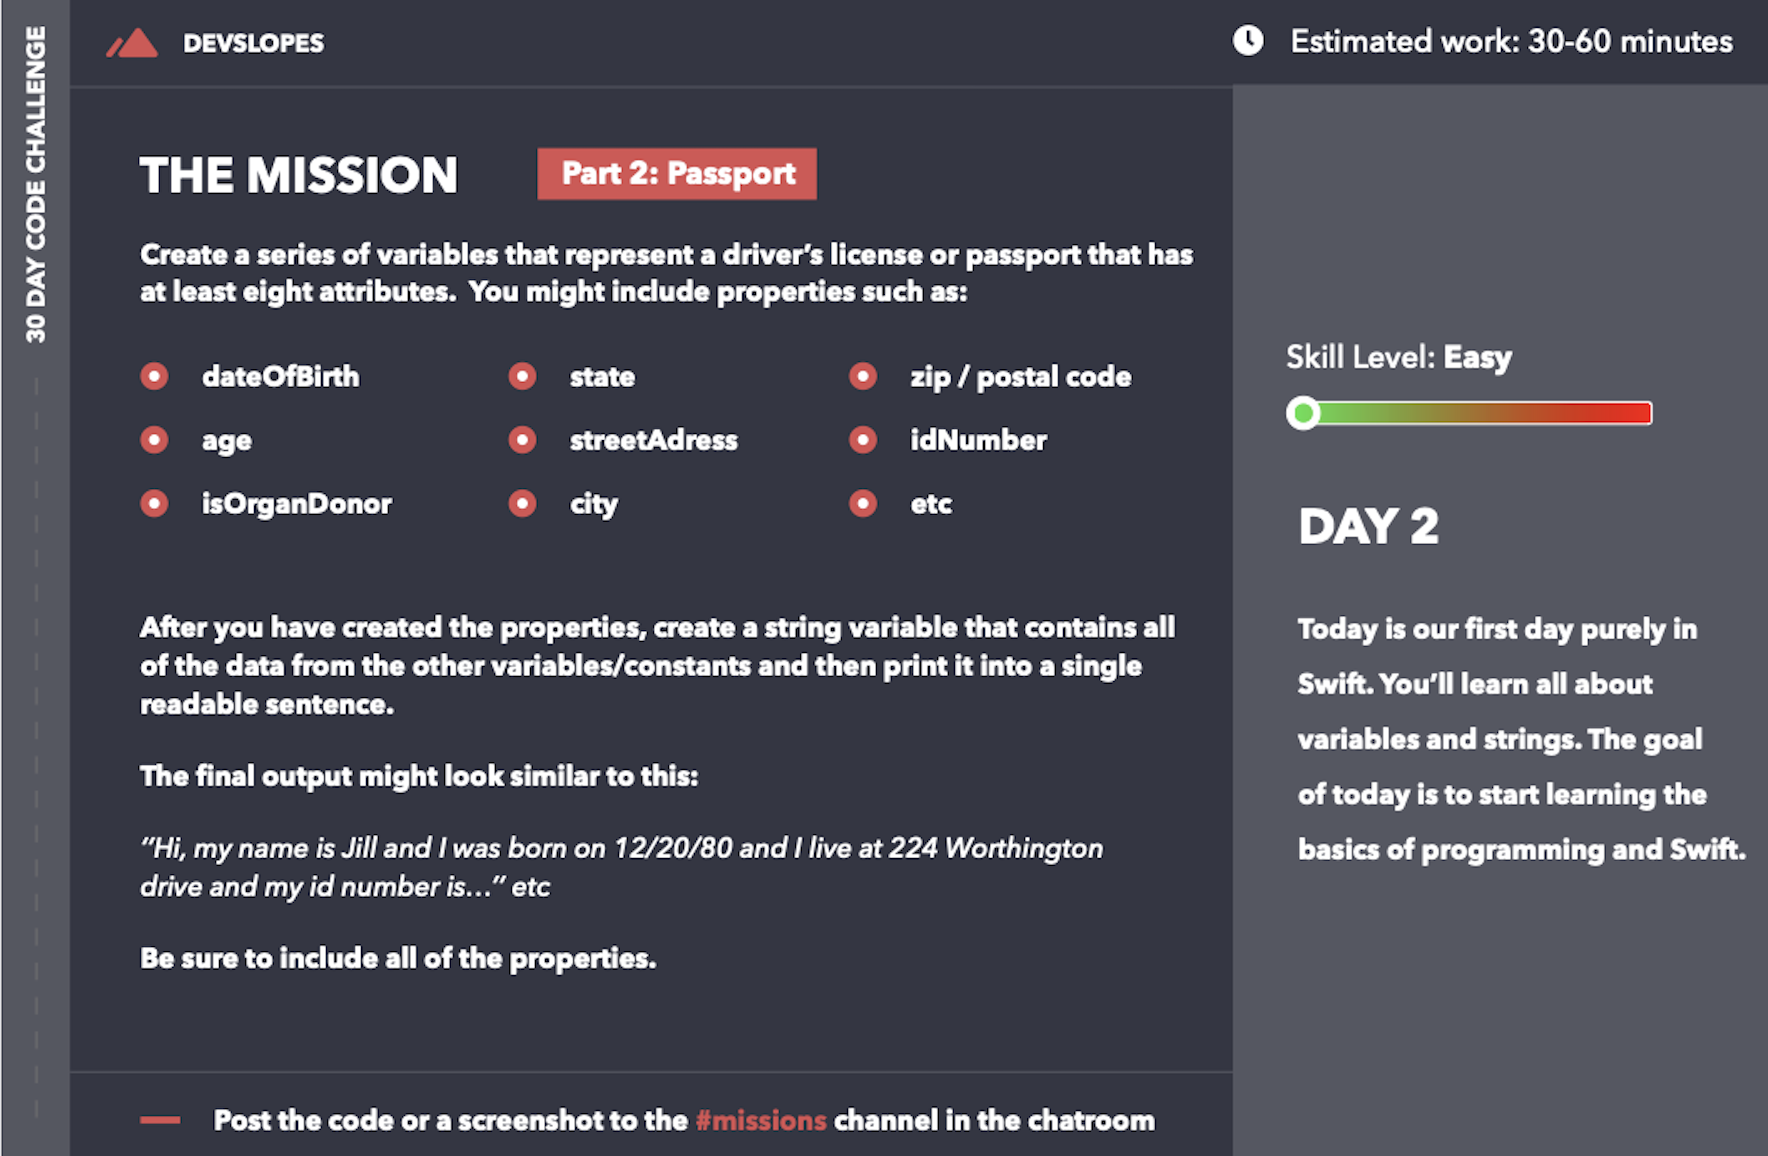 30 DAY CODE CHALLENGE
DEVSLOPES
Estimated work: 30-60 minutes
THE MISSION
Part 2: Passport
Create a series of variables that represent a driver’s license or passport that has
at least eight attributes.  You might include properties such as:
dateOfBirth
state
zip / postal code
age
streetAdress
idNumber
isOrganDonor
city
etc
After you have created the properties, create a string variable that contains all
of the data from the other variables/constants and then print it into a single
readable sentence.
The final output might look similar to this:
“Hi, my name is Jill and I was born on 12/20/80 and I live at 224 Worthington
drive and my id number is...” etc
Be sure to include all of the properties.
Post the code or a screenshot to the #missions channel in the chatroom
Skill Level: Easy
DAY 2
Today is our first day purely in
Swift. You’ll learn all about
variables and strings. The goal
of today is to start learning the
basics of programming and Swift.